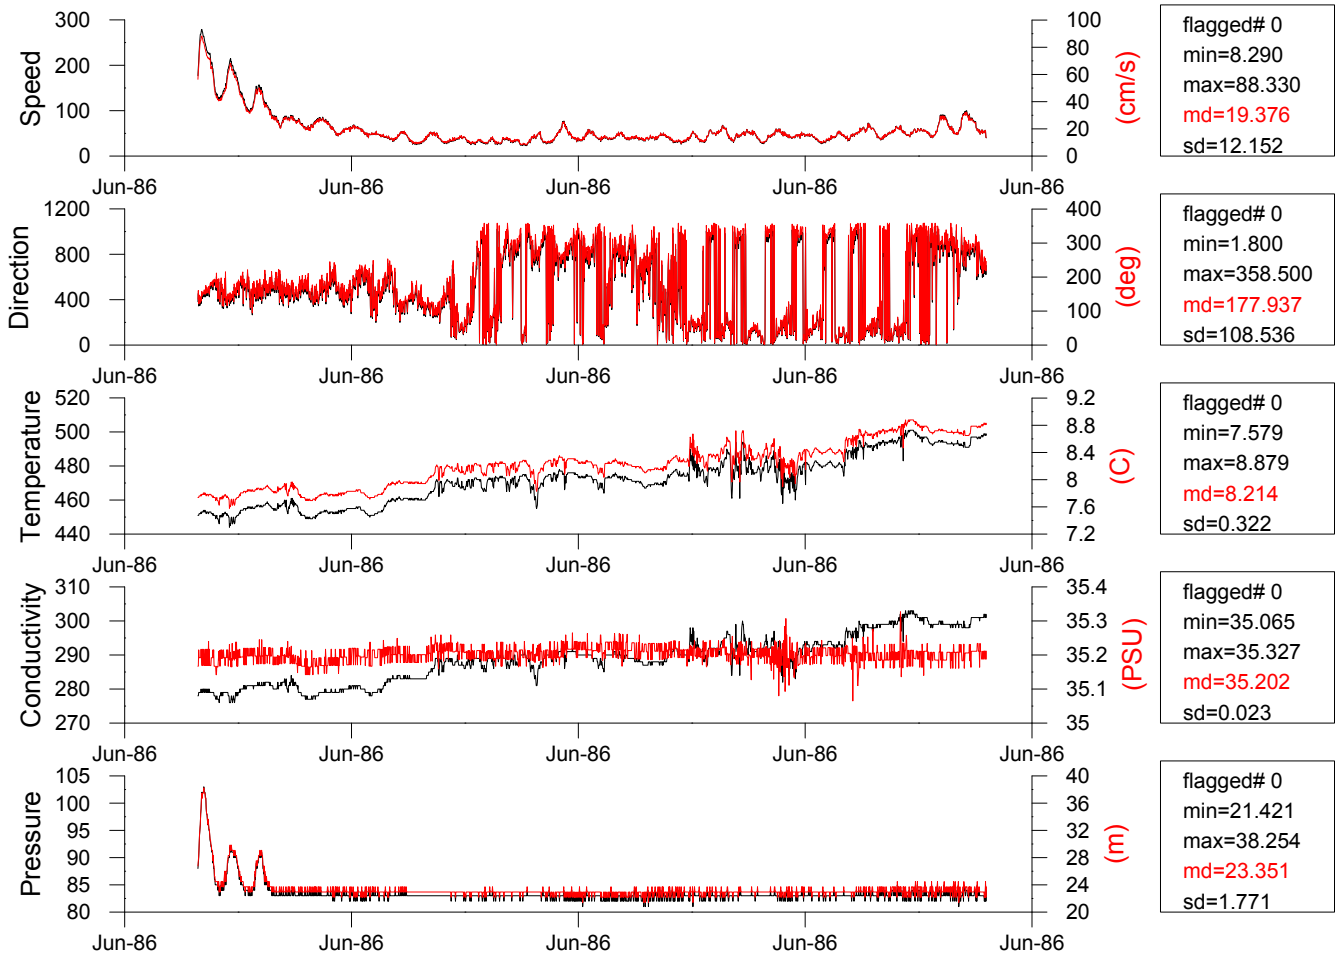 Speed
300
200
100
0
100
80
60
40
20
0
(cm/s)
Jun-86 Jun-86 Jun-86 Jun-86 Jun-86
flagged# 0
min=8.290
max=88.330
md=19.376
sd=12.152
Direction
1200
800
400
0
400
300
200
100
0
(deg)
Jun-86 Jun-86 Jun-86 Jun-86 Jun-86
flagged# 0
min=1.800
max=358.500
md=177.937
sd=108.536
Temperature
520
500
480
460
440
9.2
8.8
8.4
8
7.6
7.2
(C)
Jun-86 Jun-86 Jun-86 Jun-86 Jun-86
flagged# 0
min=7.579
max=8.879
md=8.214
sd=0.322
Conductivity
310
300
290
280
270
35.4
35.3
35.2
35.1
35
(PSU)
Jun-86 Jun-86 Jun-86 Jun-86 Jun-86
flagged# 0
min=35.065
max=35.327
md=35.202
sd=0.023
Pressure
105
100
95
90
85
80
40
36
32
28
24
20
(m)
Jun-86 Jun-86 Jun-86 Jun-86 Jun-86
flagged# 0
min=21.421
max=38.254
md=23.351
sd=1.771